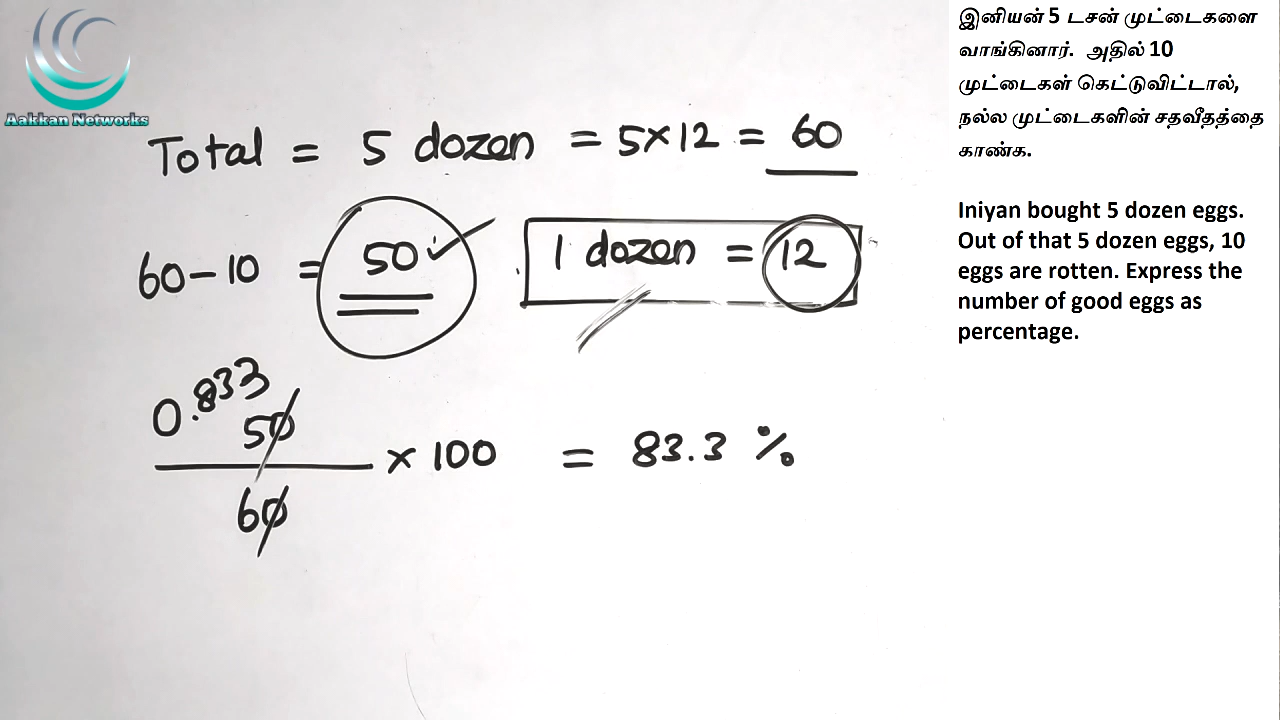 Aakkan Networks
Total = 5 dozen = 5×12 = 60
60-10 = 50 ✓
1 dozen = 12
0.833
50
60
× 100 = 83.3 %
இனியன் 5 டசன் முட்டைகளை
வாங்கினார். அதில் 10
முட்டைகள் கெட்டுவிட்டால்,
நல்ல முட்டைகளின் சதவீதத்தை
காண்க.
Iniyan bought 5 dozen eggs.
Out of that 5 dozen eggs, 10
eggs are rotten. Express the
number of good eggs as
percentage.